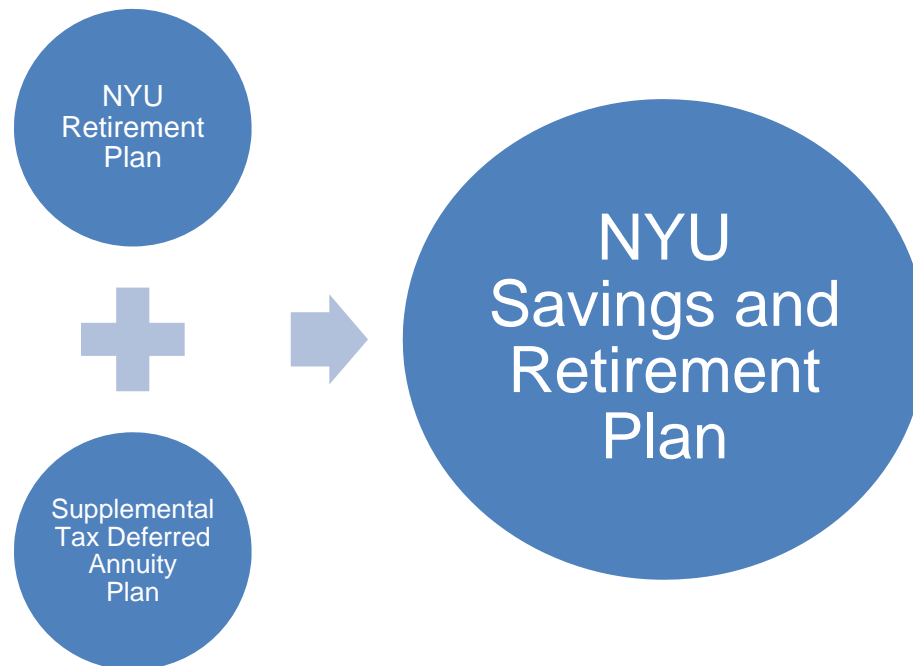 NYU
Retirement
Plan
Supplemental
Tax Deferred
Annuity
Plan
NYU
Savings and
Retirement
Plan